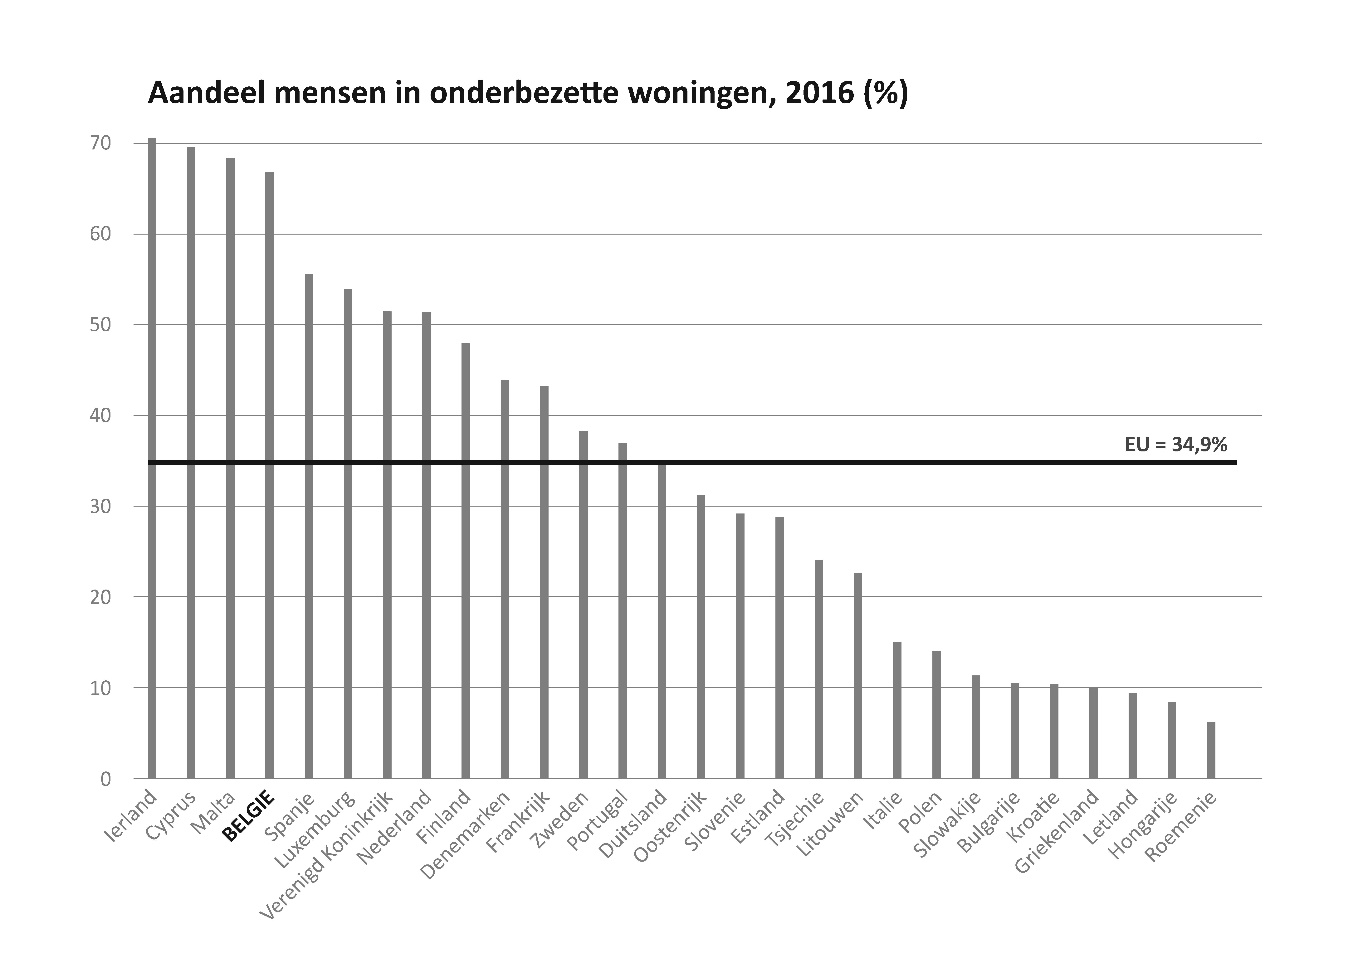 Aandeel mensen in onderbezette woningen, 2016 (%)
70
60
50
40
EU = 34,9%
30
20
10
0
Ierland
Cyprus
Malta
BELGIE
Spanje
Luxemburg
Verenigd Koninkrijk
Nederland
Finland
Denemarken
Frankrijk
Zweden
Portugal
Duitsland
Oostenrijk
Slovenie
Estland
Tsjechie
Litouwen
Italie
Polen
Slowakije
Bulgarije
Kroatie
Griekenland
Letland
Hongarije
Roemenie